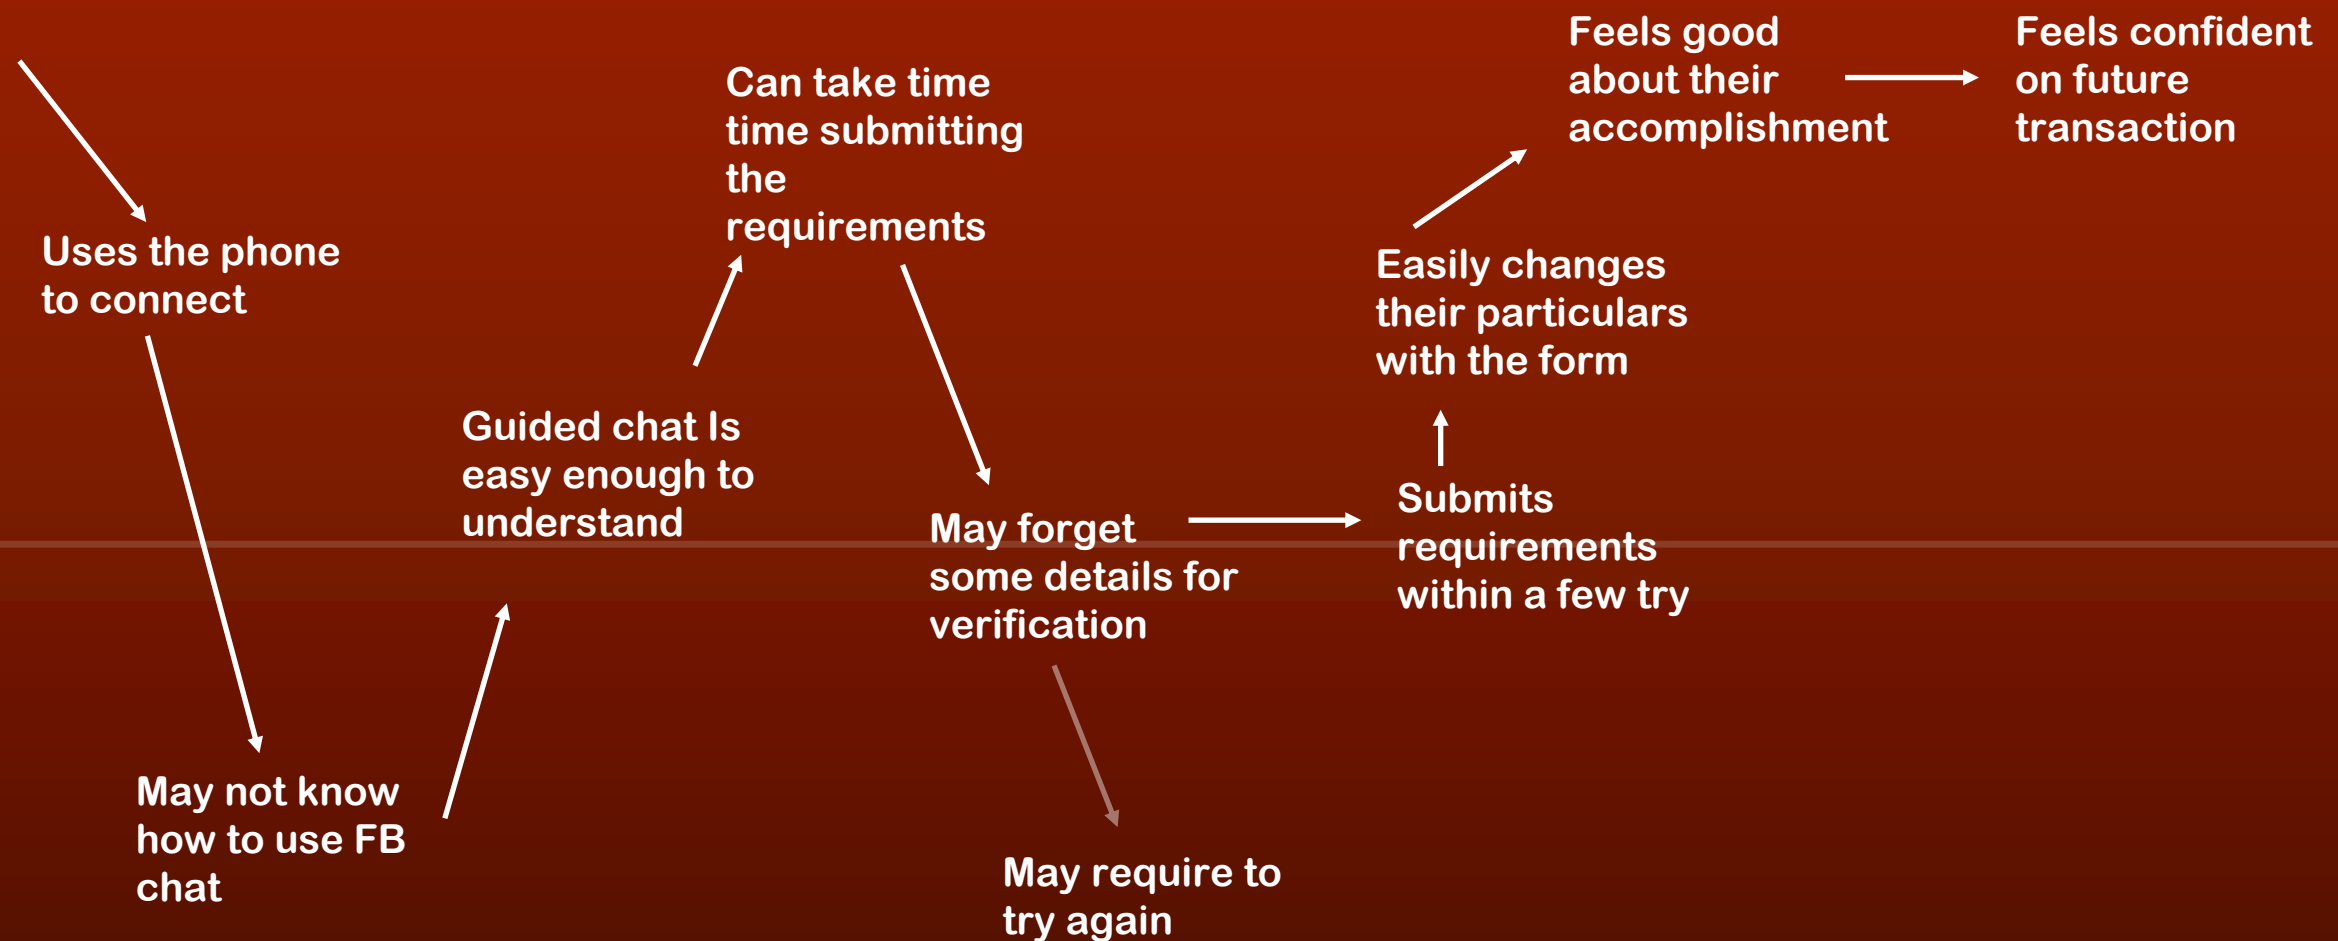 Uses the phone
to connect
May not know
how to use FB
chat
Guided chat Is
easy enough to
understand
Can take time
time submitting
the
requirements
May forget
some details for
verification
May require to
try again
Submits
requirements
within a few try
Easily changes
their particulars
with the form
Feels good
about their
accomplishment
Feels confident
on future
transaction